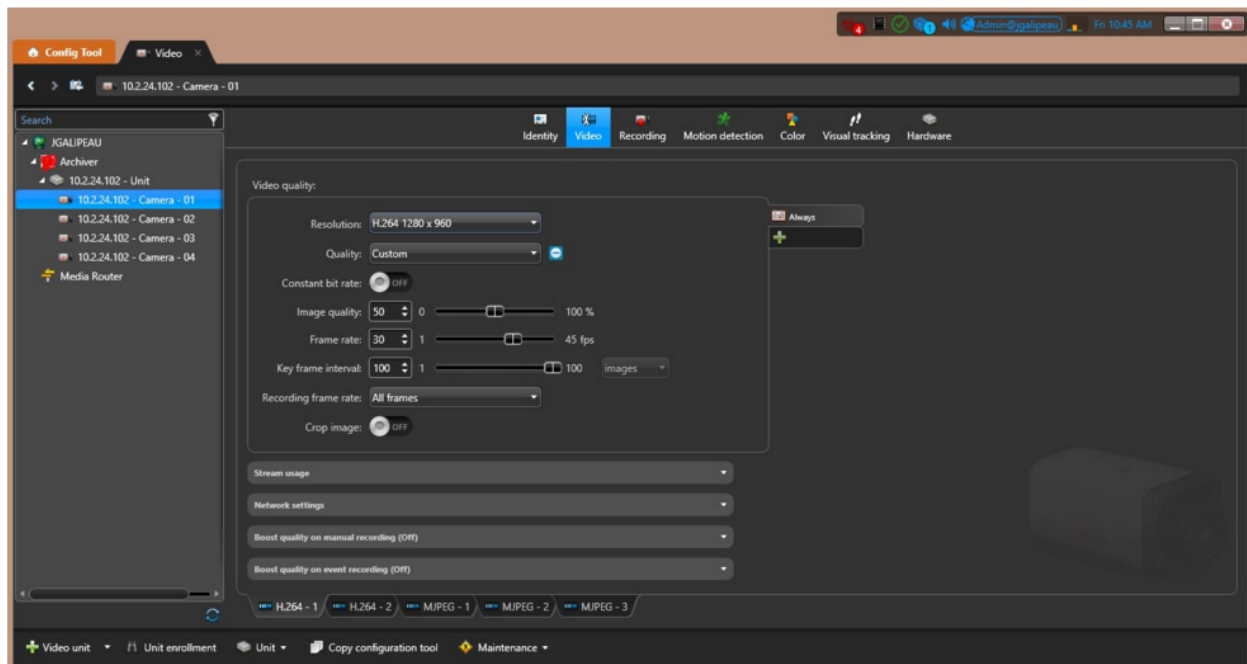 4 1 Admin@jgalipeau Fri 10:45 AM
Config Tool Video
10.2.24.102 - Camera - 01
Search
Identity Video Recording Motion detection Color Visual tracking Hardware
JGALIPEAU
Archiver
10.2.24.102 - Unit
10.2.24.102 - Camera - 01
10.2.24.102 - Camera - 02
10.2.24.102 - Camera - 03
10.2.24.102 - Camera - 04
Media Router
Video quality:
Resolution: H.264 1280 x 960
Always
Quality: Custom
Constant bit rate: OFF
Image quality: 50 0 100 %
Frame rate: 30 1 45 fps
Key frame interval: 100 1 100 images
Recording frame rate: All frames
Crop image: OFF
Stream usage
Network settings
Boost quality on manual recording (Off)
Boost quality on event recording (Off)
H.264 - 1 H.264 - 2 MJPEG - 1 MJPEG - 2 MJPEG - 3
Video unit Unit enrollment Unit Copy configuration tool Maintenance